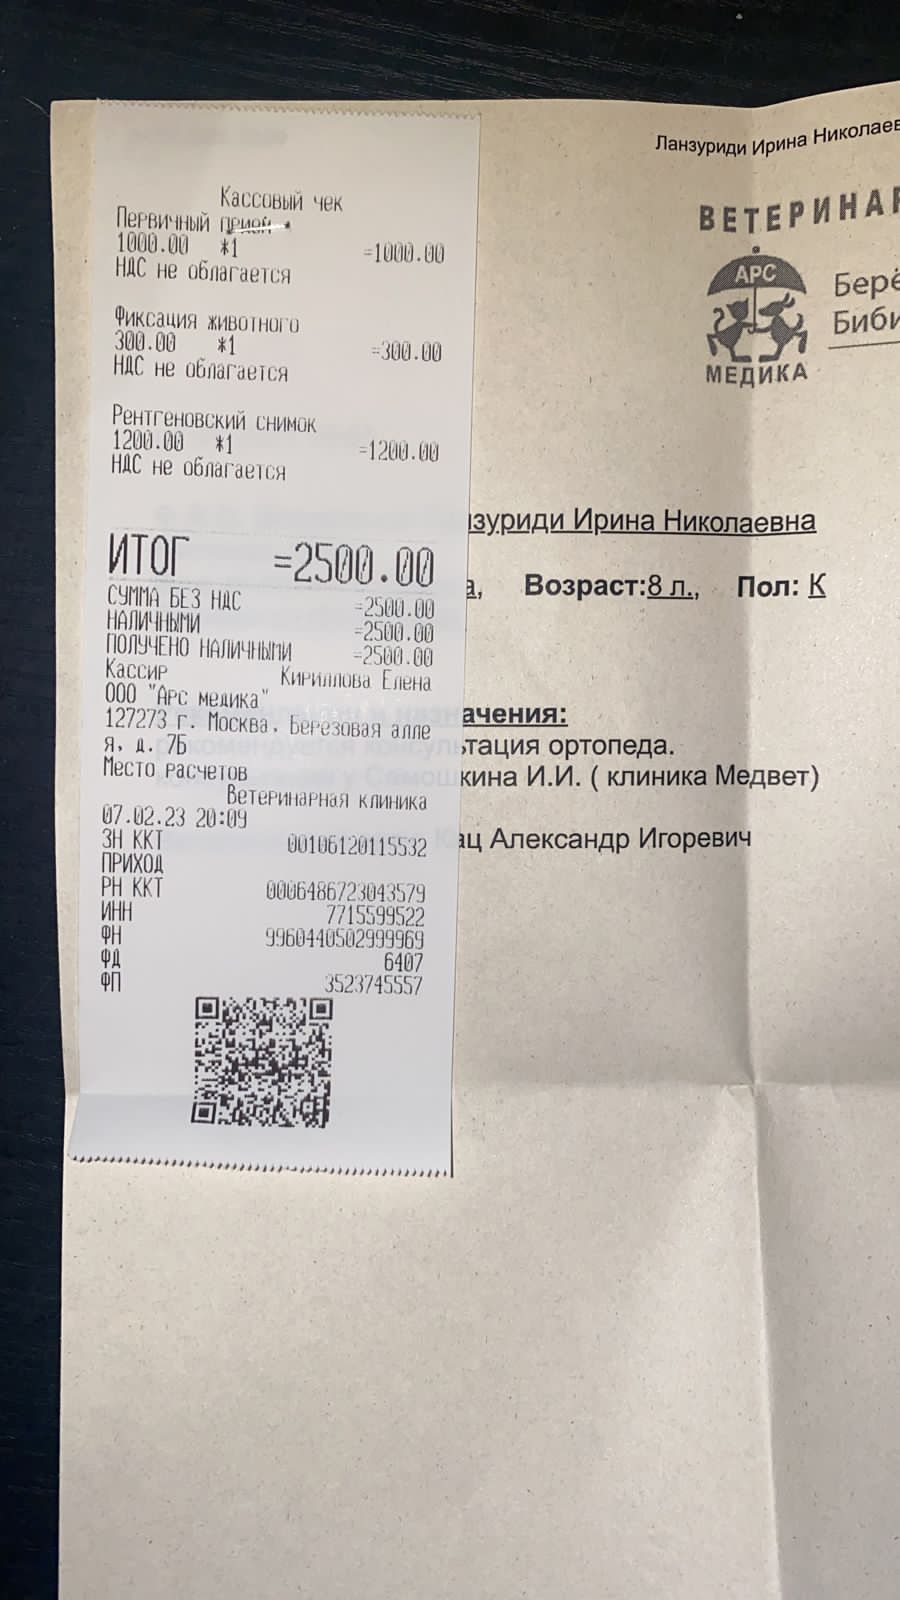 Ланзуриди Ирина Николаев
ВЕТЕРИНАР
АРС
МЕДИКА
Берё
Биби
Кассовый чек
Первичный прием *
1000.00 *1 =1000.00
НДС не облагается
Фиксация животного
300.00 *1 =300.00
НДС не облагается
Рентгеновский снимок
1200.00 *1 =1200.00
НДС не облагается
ИТОГ =2500.00
СУММА БЕЗ НДС =2500.00
НАЛИЧНЫМИ =2500.00
ПОЛУЧЕНО НАЛИЧНЫМИ =2500.00
Кассир Кириллова Елена
ООО "Арс медика"
127273 г. Москва, Березовая алле
я, д. 7Б
Место расчетов
Ветеринарная клиника
07.02.23 20:09
ЗН ККТ 00106120115532
ПРИХОД
РН ККТ 0006486723043579
ИНН 7715599522
ФН 9960440502999969
ФД 6407
ФП 3523745557
нзуриди Ирина Николаевна
а, Возраст:8 л., Пол: К
ачения:
тация ортопеда.
кина И.И. ( клиника Медвет)
ац Александр Игоревич